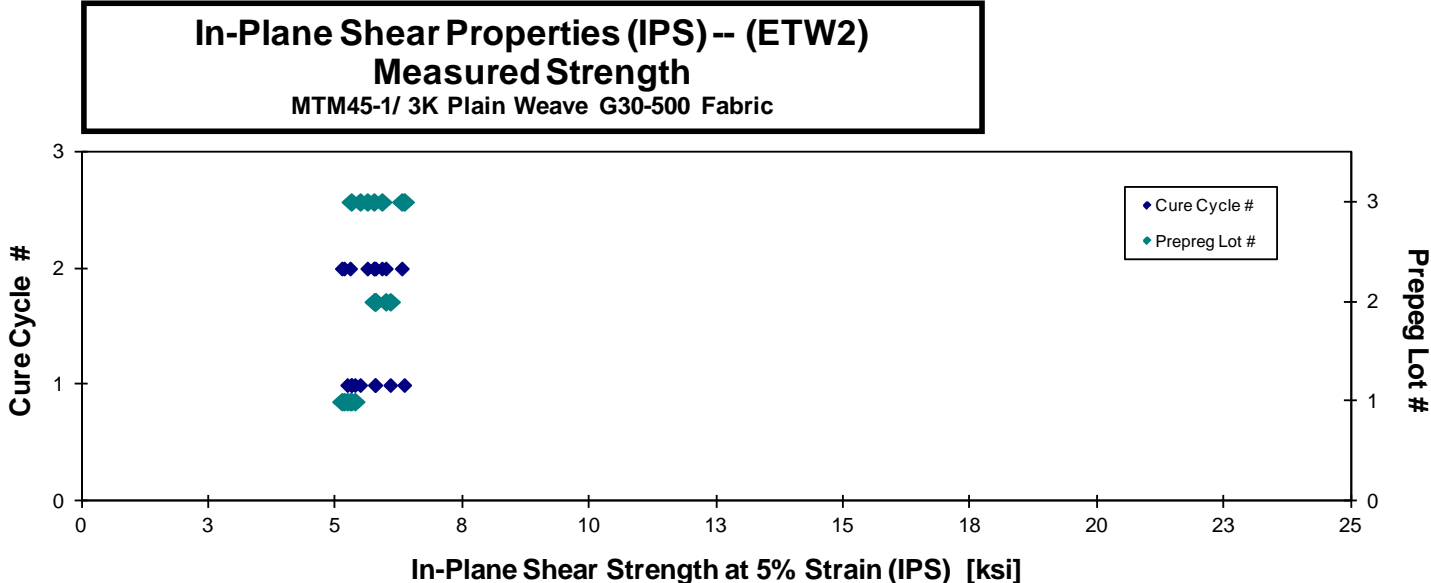 In-Plane Shear Properties (IPS) -- (ETW2)
Measured Strength
MTM45-1/ 3K Plain Weave G30-500 Fabric
Cure Cycle #
3
2
1
0
Cure Cycle #
Prepreg Lot #
3
2
1
0
Prepeg Lot #
0 3 5 8 10 13 15 18 20 23 25
In-Plane Shear Strength at 5% Strain (IPS) [ksi]